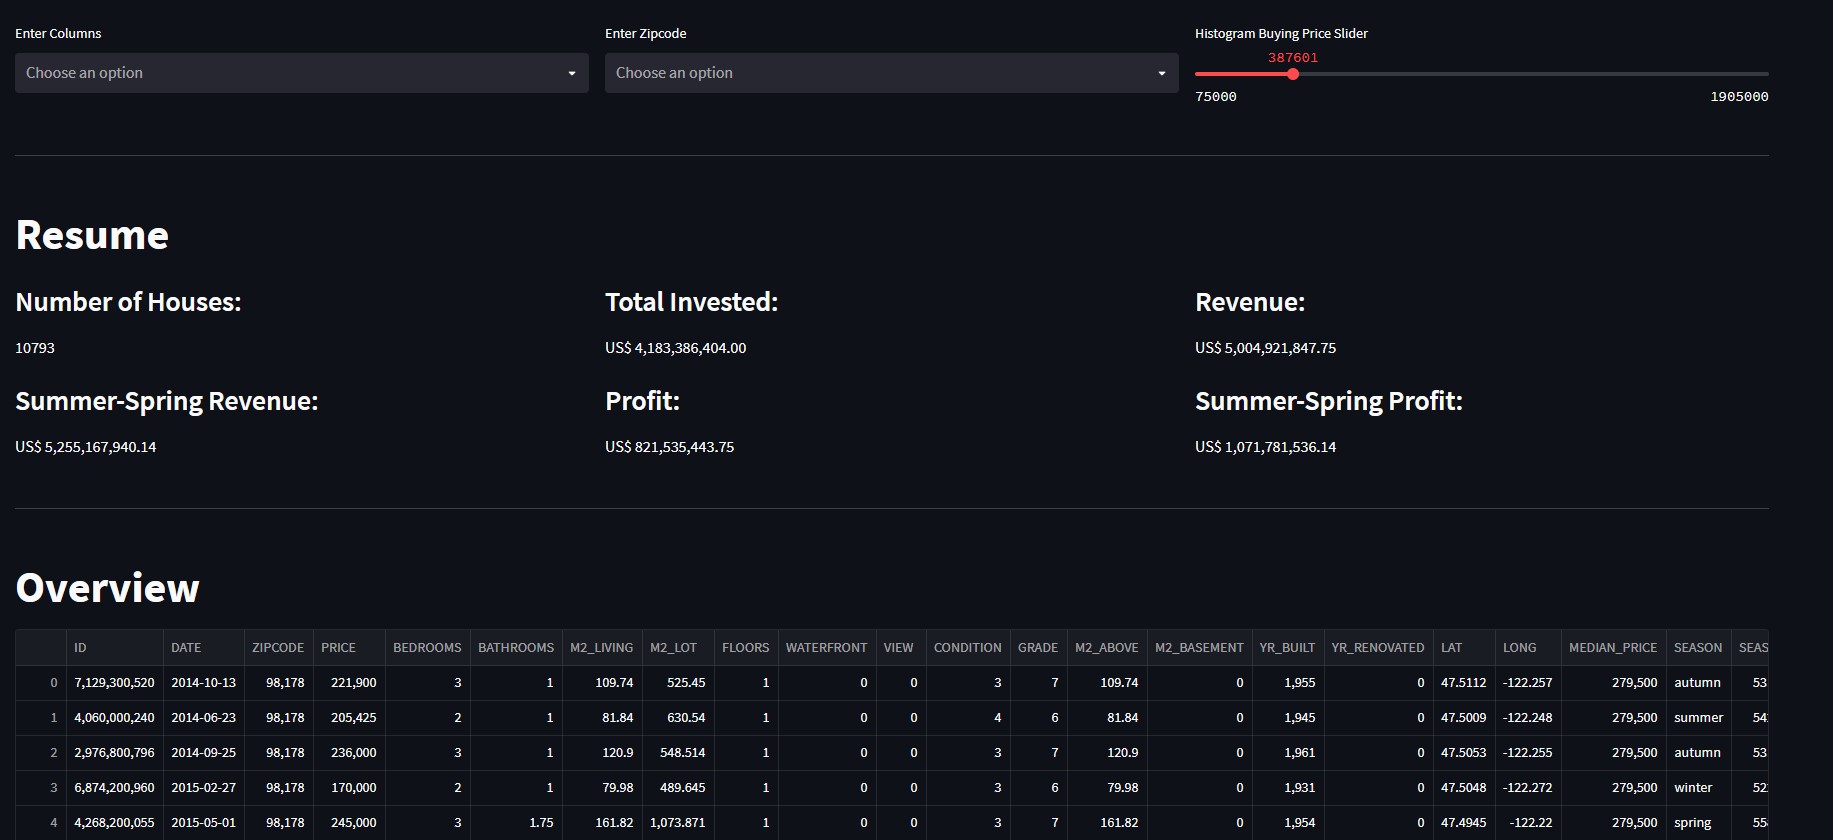 Enter Columns Enter Zipcode Histogram Buying Price Slider
387601
Choose an option Choose an option
75000 1905000
Resume
Number of Houses: Total Invested: Revenue:
10793 US$ 4,183,386,404.00 US$ 5,004,921,847.75
Summer-Spring Revenue: Profit: Summer-Spring Profit:
US$ 5,255,167,940.14 US$ 821,535,443.75 US$ 1,071,781,536.14
Overview
ID DATE ZIPCODE PRICE BEDROOMS BATHROOMS M2_LIVING M2_LOT FLOORS WATERFRONT VIEW CONDITION GRADE M2_ABOVE M2_BASEMENT YR_BUILT YR_RENOVATED LAT LONG MEDIAN_PRICE SEASON SEAS
0 7,129,300,520 2014-10-13 98,178 221,900 3 1 109.74 525.45 1 0 0 3 7 109.74 0 1,955 0 47.5112 -122.257 279,500 autumn 53
1 4,060,000,240 2014-06-23 98,178 205,425 2 1 81.84 630.54 1 0 0 4 6 81.84 0 1,945 0 47.5009 -122.248 279,500 summer 54
2 2,976,800,796 2014-09-25 98,178 236,000 3 1 120.9 548.514 1 0 0 3 7 120.9 0 1,961 0 47.5053 -122.255 279,500 autumn 53
3 6,874,200,960 2015-02-27 98,178 170,000 2 1 79.98 489.645 1 0 0 3 6 79.98 0 1,931 0 47.5048 -122.272 279,500 winter 52
4 4,268,200,055 2015-05-01 98,178 245,000 3 1.75 161.82 1,073.871 1 0 0 3 7 161.82 0 1,954 0 47.4945 -122.22 279,500 spring 55